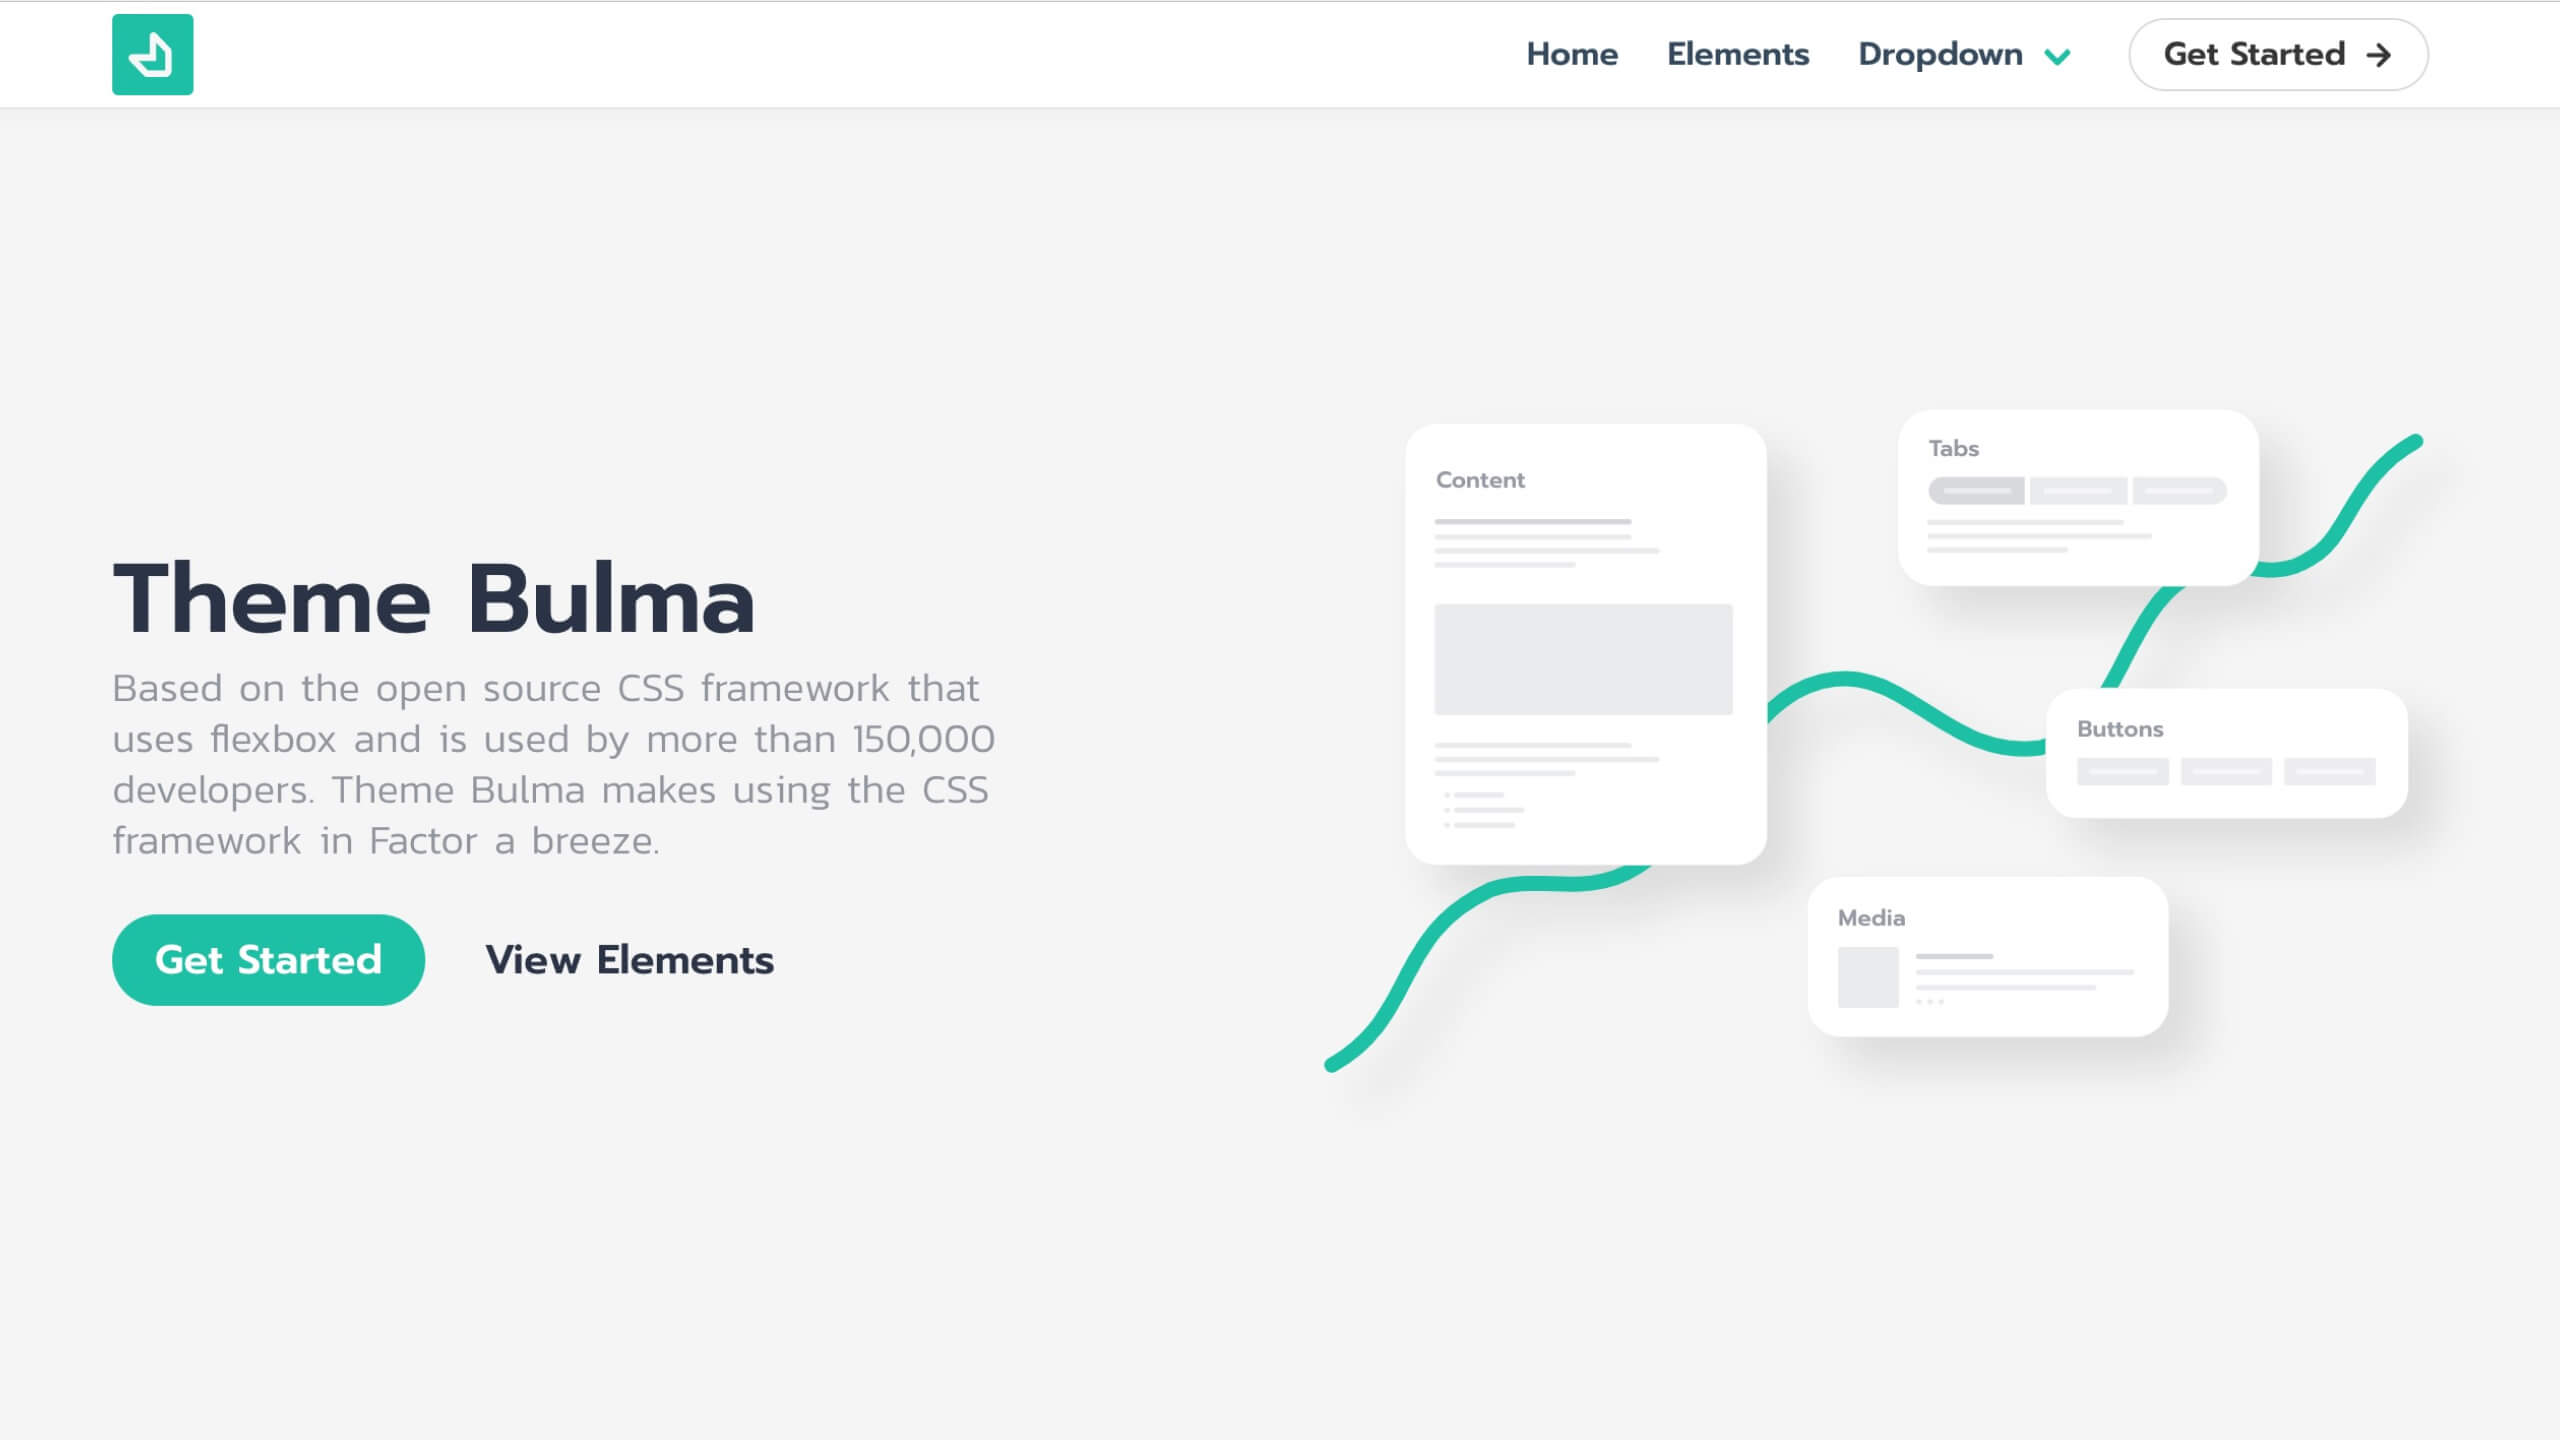 Home Elements Dropdown Get Started
Theme Bulma
Based on the open source CSS framework that
uses flexbox and is used by more than 150,000
developers. Theme Bulma makes using the CSS
framework in Factor a breeze.
Get Started View Elements
Content
Tabs
Buttons
Media